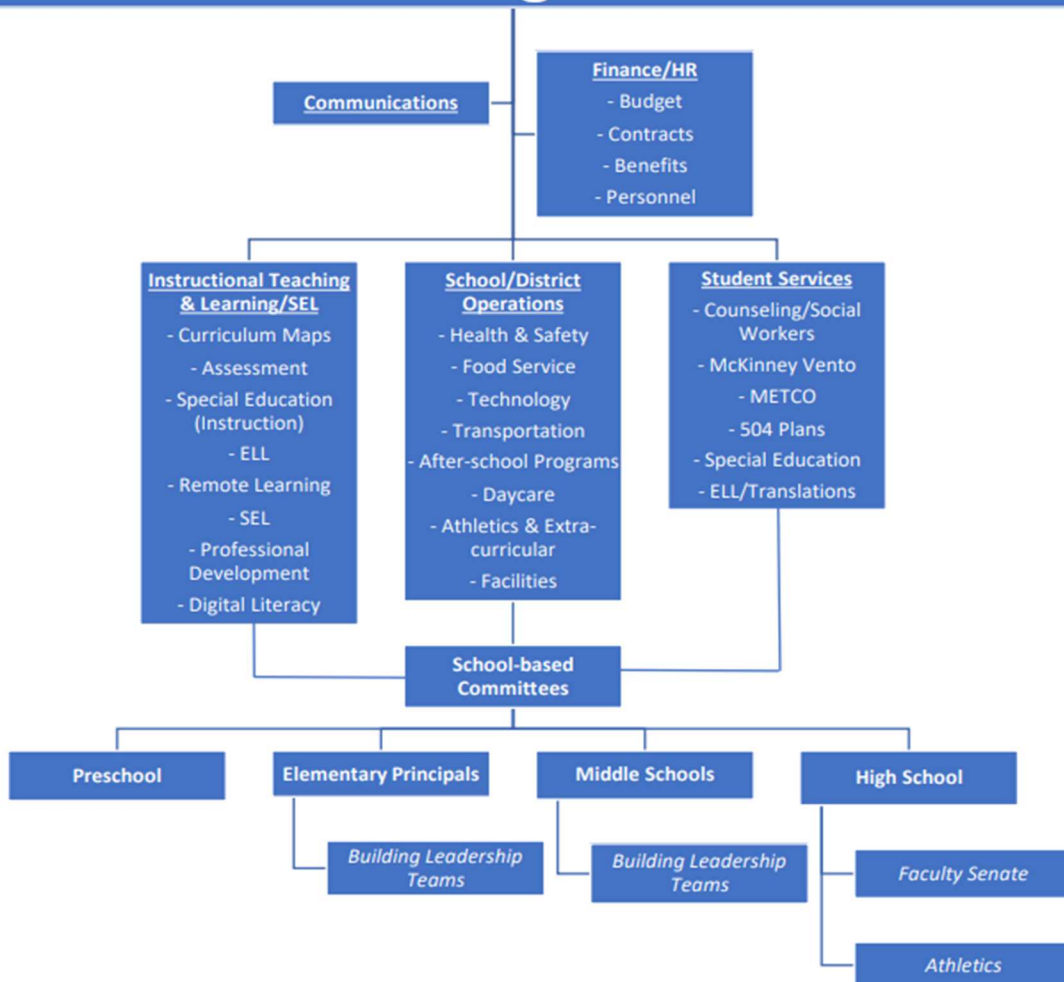 Communications
Finance/HR
- Budget
- Contracts
- Benefits
- Personnel
Instructional Teaching
& Learning/SEL
- Curriculum Maps
- Assessment
- Special Education
(Instruction)
- ELL
- Remote Learning
- SEL
- Professional
Development
- Digital Literacy
School/District
Operations
- Health & Safety
- Food Service
- Technology
- Transportation
- After-school Programs
- Daycare
- Athletics & Extra-
curricular
- Facilities
Student Services
- Counseling/Social
Workers
- McKinney Vento
- METCO
- 504 Plans
- Special Education
- ELL/Translations
School-based
Committees
Preschool
Elementary Principals
Building Leadership
Teams
Middle Schools
Building Leadership
Teams
High School
Faculty Senate
Athletics